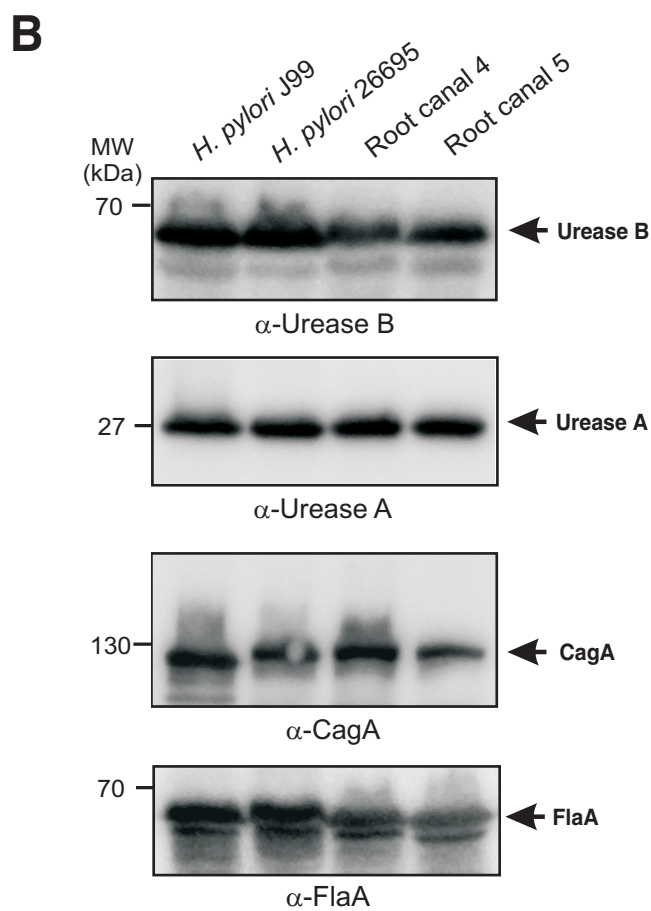 B
H. pylori J99
H. pylori 26695
Root canal 4
Root canal 5
MW
(kDa)
70
Urease B
α-Urease B
27
Urease A
α-Urease A
130
CagA
α-CagA
70
FlaA
α-FlaA